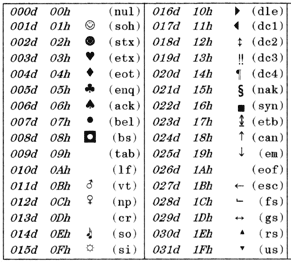 000d 00h (nul) 016d 10h ► (dle)
001d 01h ☺ (soh) 017d 11h ◄ (dc1)
002d 02h ☻ (stx) 018d 12h ↕ (dc2)
003d 03h ♥ (etx) 019d 13h ‼ (dc3)
004d 04h ♦ (eot) 020d 14h ¶ (dc4)
005d 05h ♣ (enq) 021d 15h § (nak)
006d 06h ♠ (ack) 022d 16h ■ (syn)
007d 07h • (bel) 023d 17h ↨ (etb)
008d 08h ◘ (bs) 024d 18h ↑ (can)
009d 09h (tab) 025d 19h ↓ (em)
010d 0Ah (lf) 026d 1Ah (eof)
011d 0Bh ♂ (vt) 027d 1Bh ← (esc)
012d 0Ch ♀ (np) 028d 1Ch ∟ (fs)
013d 0Dh (cr) 029d 1Dh ↔ (gs)
014d 0Eh ♫ (so) 030d 1Eh ▲ (rs)
015d 0Fh ☼ (si) 031d 1Fh ▼ (us)